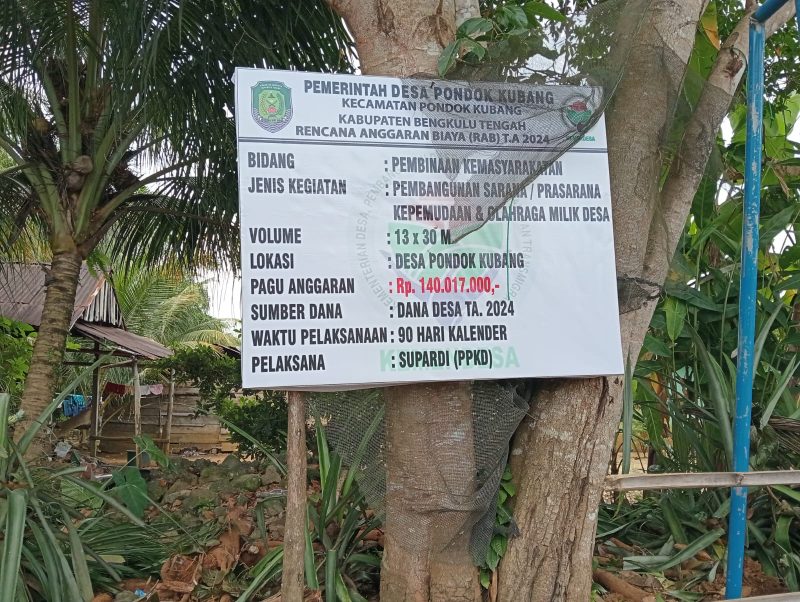 PEMERINTAH DESA PONDOK KUBANG
KECAMATAN PONDOK KUBANG
KABUPATEN BENGKULU TENGAH
RENCANA ANGGARAN BIAYA (RAB) T.A 2024
BIDANG : PEMBINAAN KEMASYARAKATAN
JENIS KEGIATAN : PEMBANGUNAN SARANA / PRASARANA
KEPEMUDAAN & OLAHRAGA MILIK DESA
VOLUME : 13 x 30 M
LOKASI : DESA PONDOK KUBANG
PAGU ANGGARAN : Rp. 140.017.000,-
SUMBER DANA : DANA DESA TA. 2024
WAKTU PELAKSANAAN : 90 HARI KALENDER
PELAKSANA : SUPARDI (PPKD)